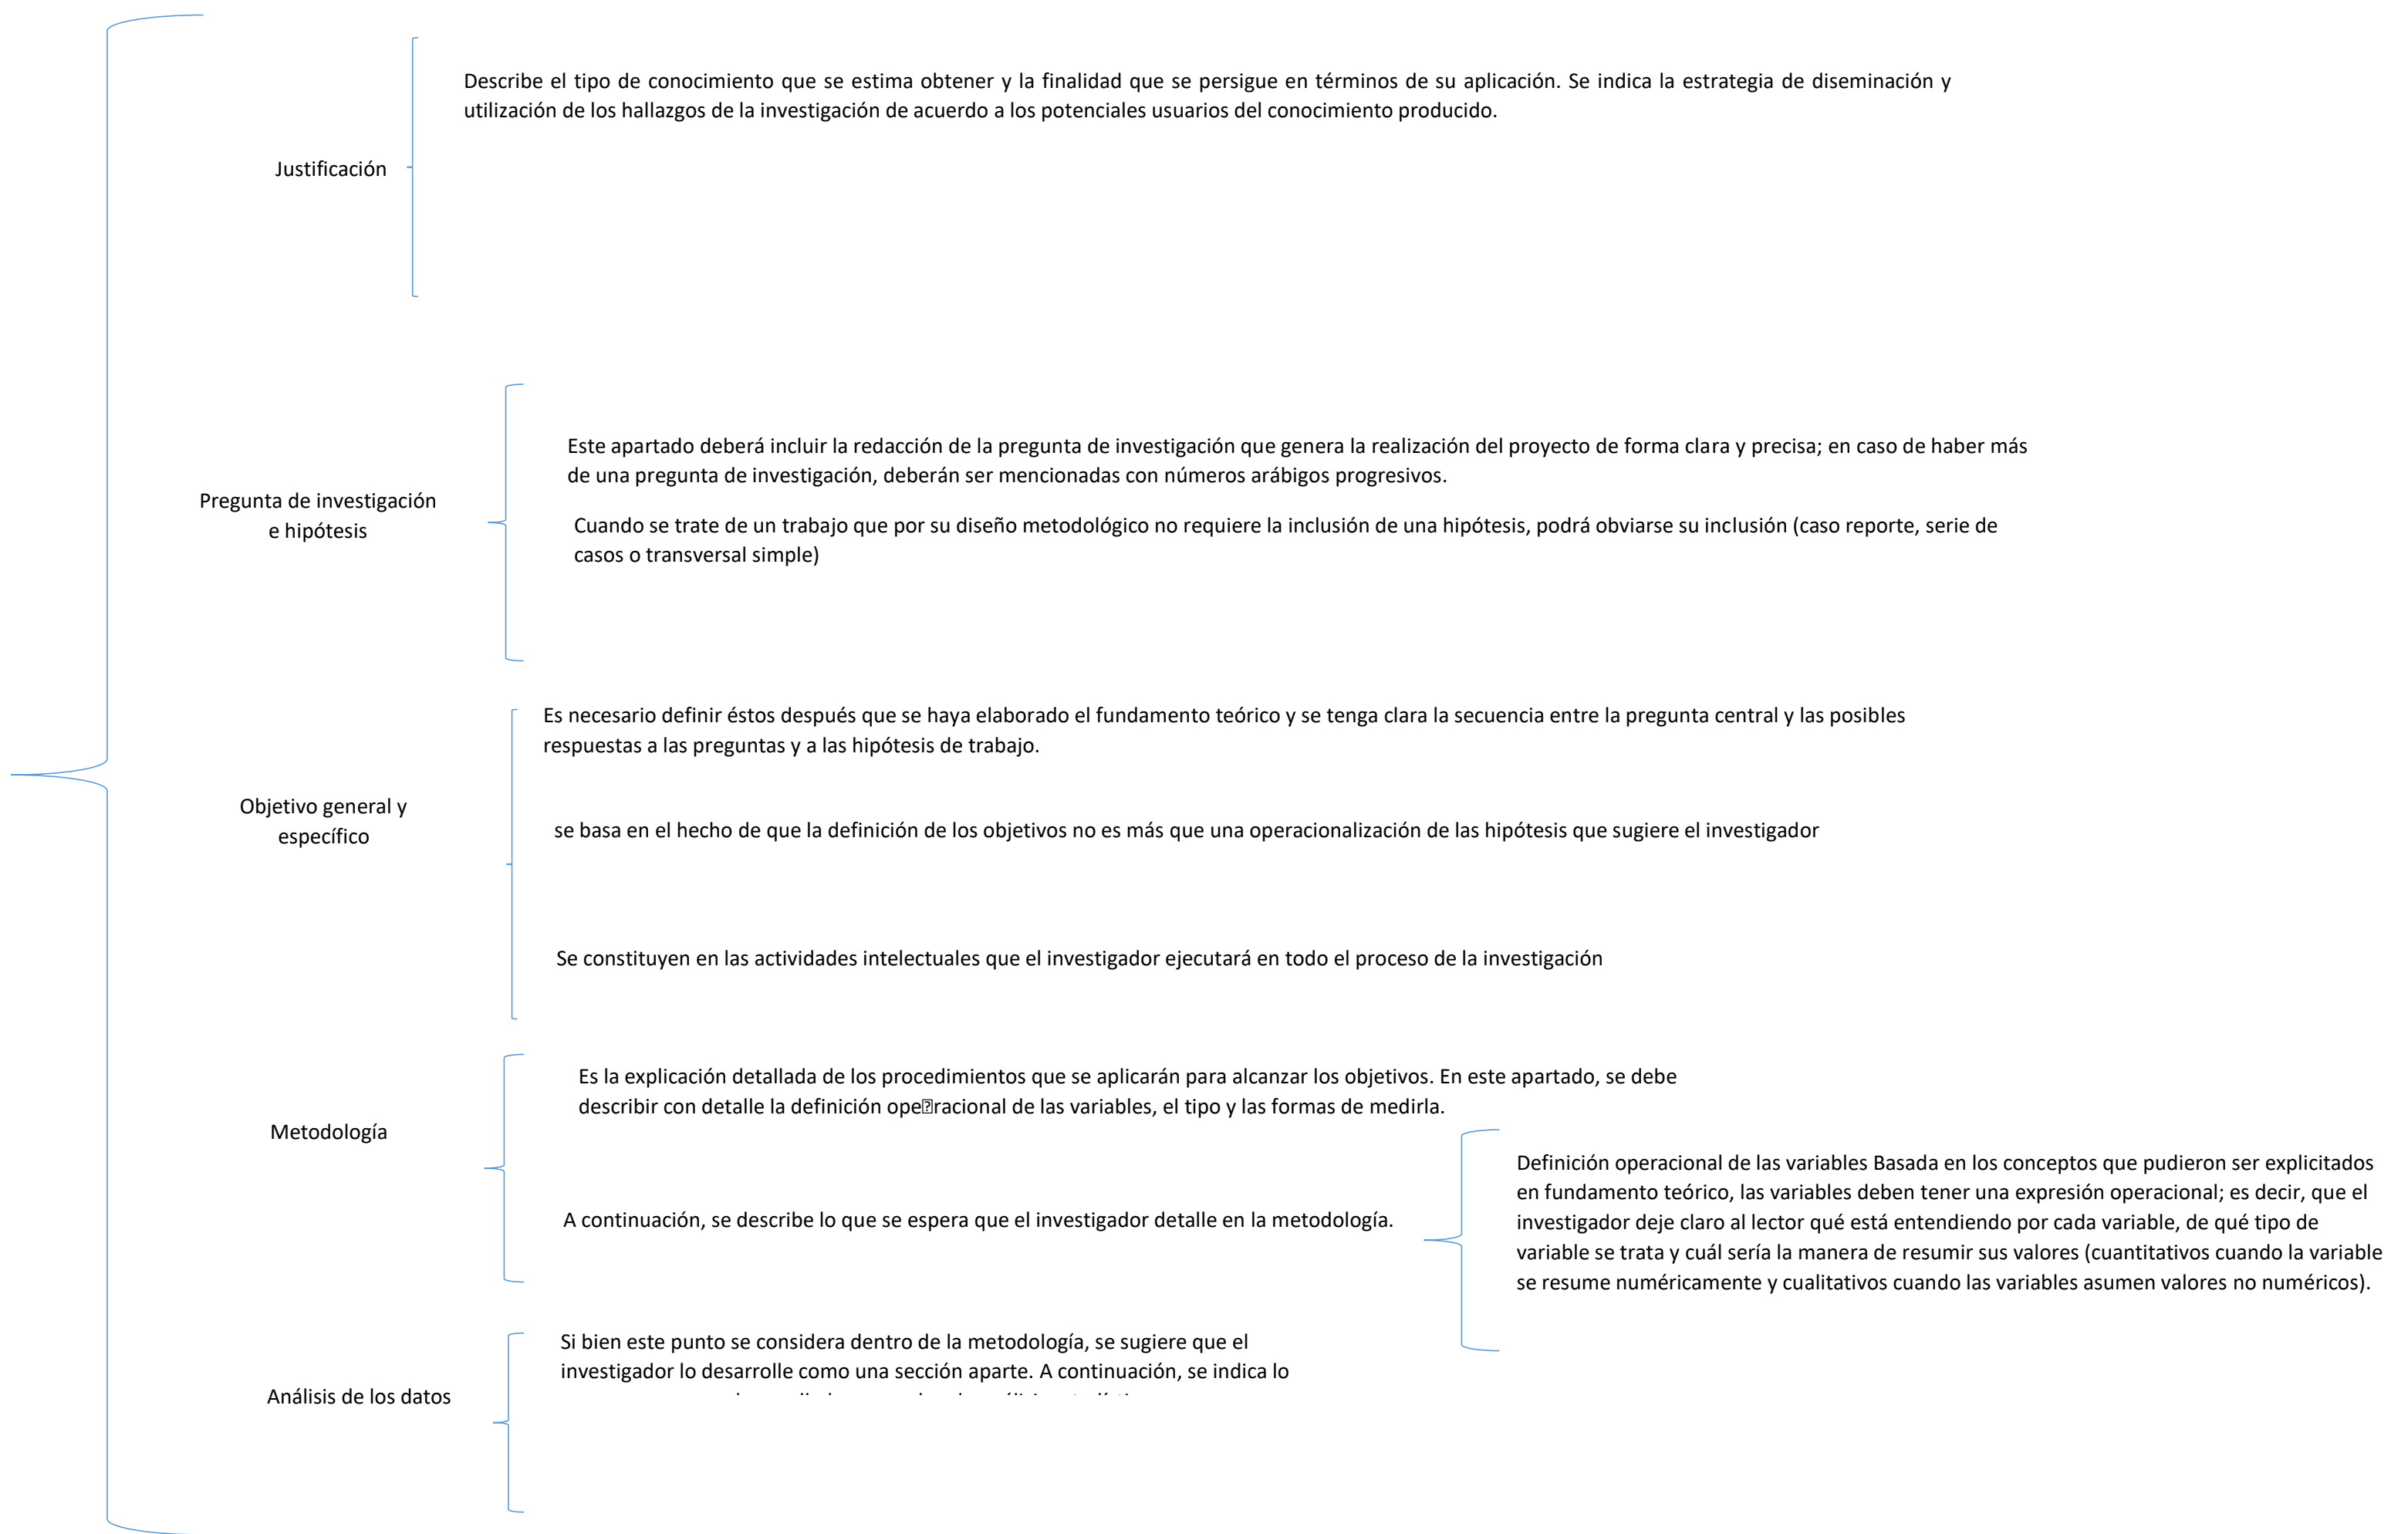 Describe el tipo de conocimiento que se estima obtener y la finalidad que se persigue en términos de su aplicación. Se indica la estrategia de diseminación y
utilización de los hallazgos de la investigación de acuerdo a los potenciales usuarios del conocimiento producido.
Justificación
Este apartado deberá incluir la redacción de la pregunta de investigación que genera la realización del proyecto de forma clara y precisa; en caso de haber más
de una pregunta de investigación, deberán ser mencionadas con números arábigos progresivos.
Pregunta de investigación
e hipótesis
Cuando se trate de un trabajo que por su diseño metodológico no requiere la inclusión de una hipótesis, podrá obviarse su inclusión (caso reporte, serie de
casos o transversal simple)
Es necesario definir éstos después que se haya elaborado el fundamento teórico y se tenga clara la secuencia entre la pregunta central y las posibles
respuestas a las preguntas y a las hipótesis de trabajo.
Objetivo general y
específico
se basa en el hecho de que la definición de los objetivos no es más que una operacionalización de las hipótesis que sugiere el investigador
Se constituyen en las actividades intelectuales que el investigador ejecutará en todo el proceso de la investigación
Es la explicación detallada de los procedimientos que se aplicarán para alcanzar los objetivos. En este apartado, se debe
describir con detalle la definición ope�racional de las variables, el tipo y las formas de medirla.
Metodología
A continuación, se describe lo que se espera que el investigador detalle en la metodología.
Definición operacional de las variables Basada en los conceptos que pudieron ser explicitados
en fundamento teórico, las variables deben tener una expresión operacional; es decir, que el
investigador deje claro al lector qué está entendiendo por cada variable, de qué tipo de
variable se trata y cuál sería la manera de resumir sus valores (cuantitativos cuando la variable
se resume numéricamente y cualitativos cuando las variables asumen valores no numéricos).
Si bien este punto se considera dentro de la metodología, se sugiere que el
investigador lo desarrolle como una sección aparte. A continuación, se indica lo
Análisis de los datos